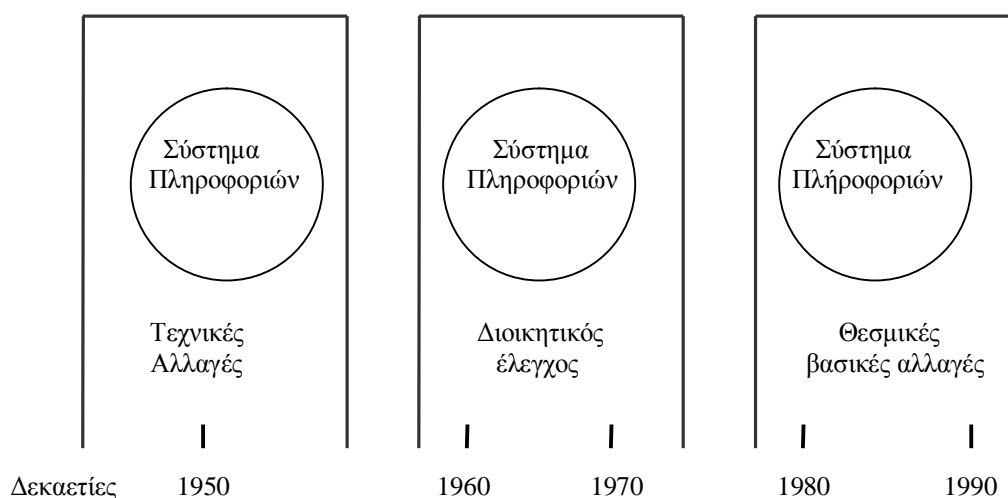 Σύστημα
Πληροφοριών
Τεχνικές
Αλλαγές
Σύστημα
Πληροφοριών
Διοικητικός
έλεγχος
Σύστημα
Πλήροφοριών
Θεσμικές
βασικές αλλαγές
Δεκαετίες 1950 1960 1970 1980 1990